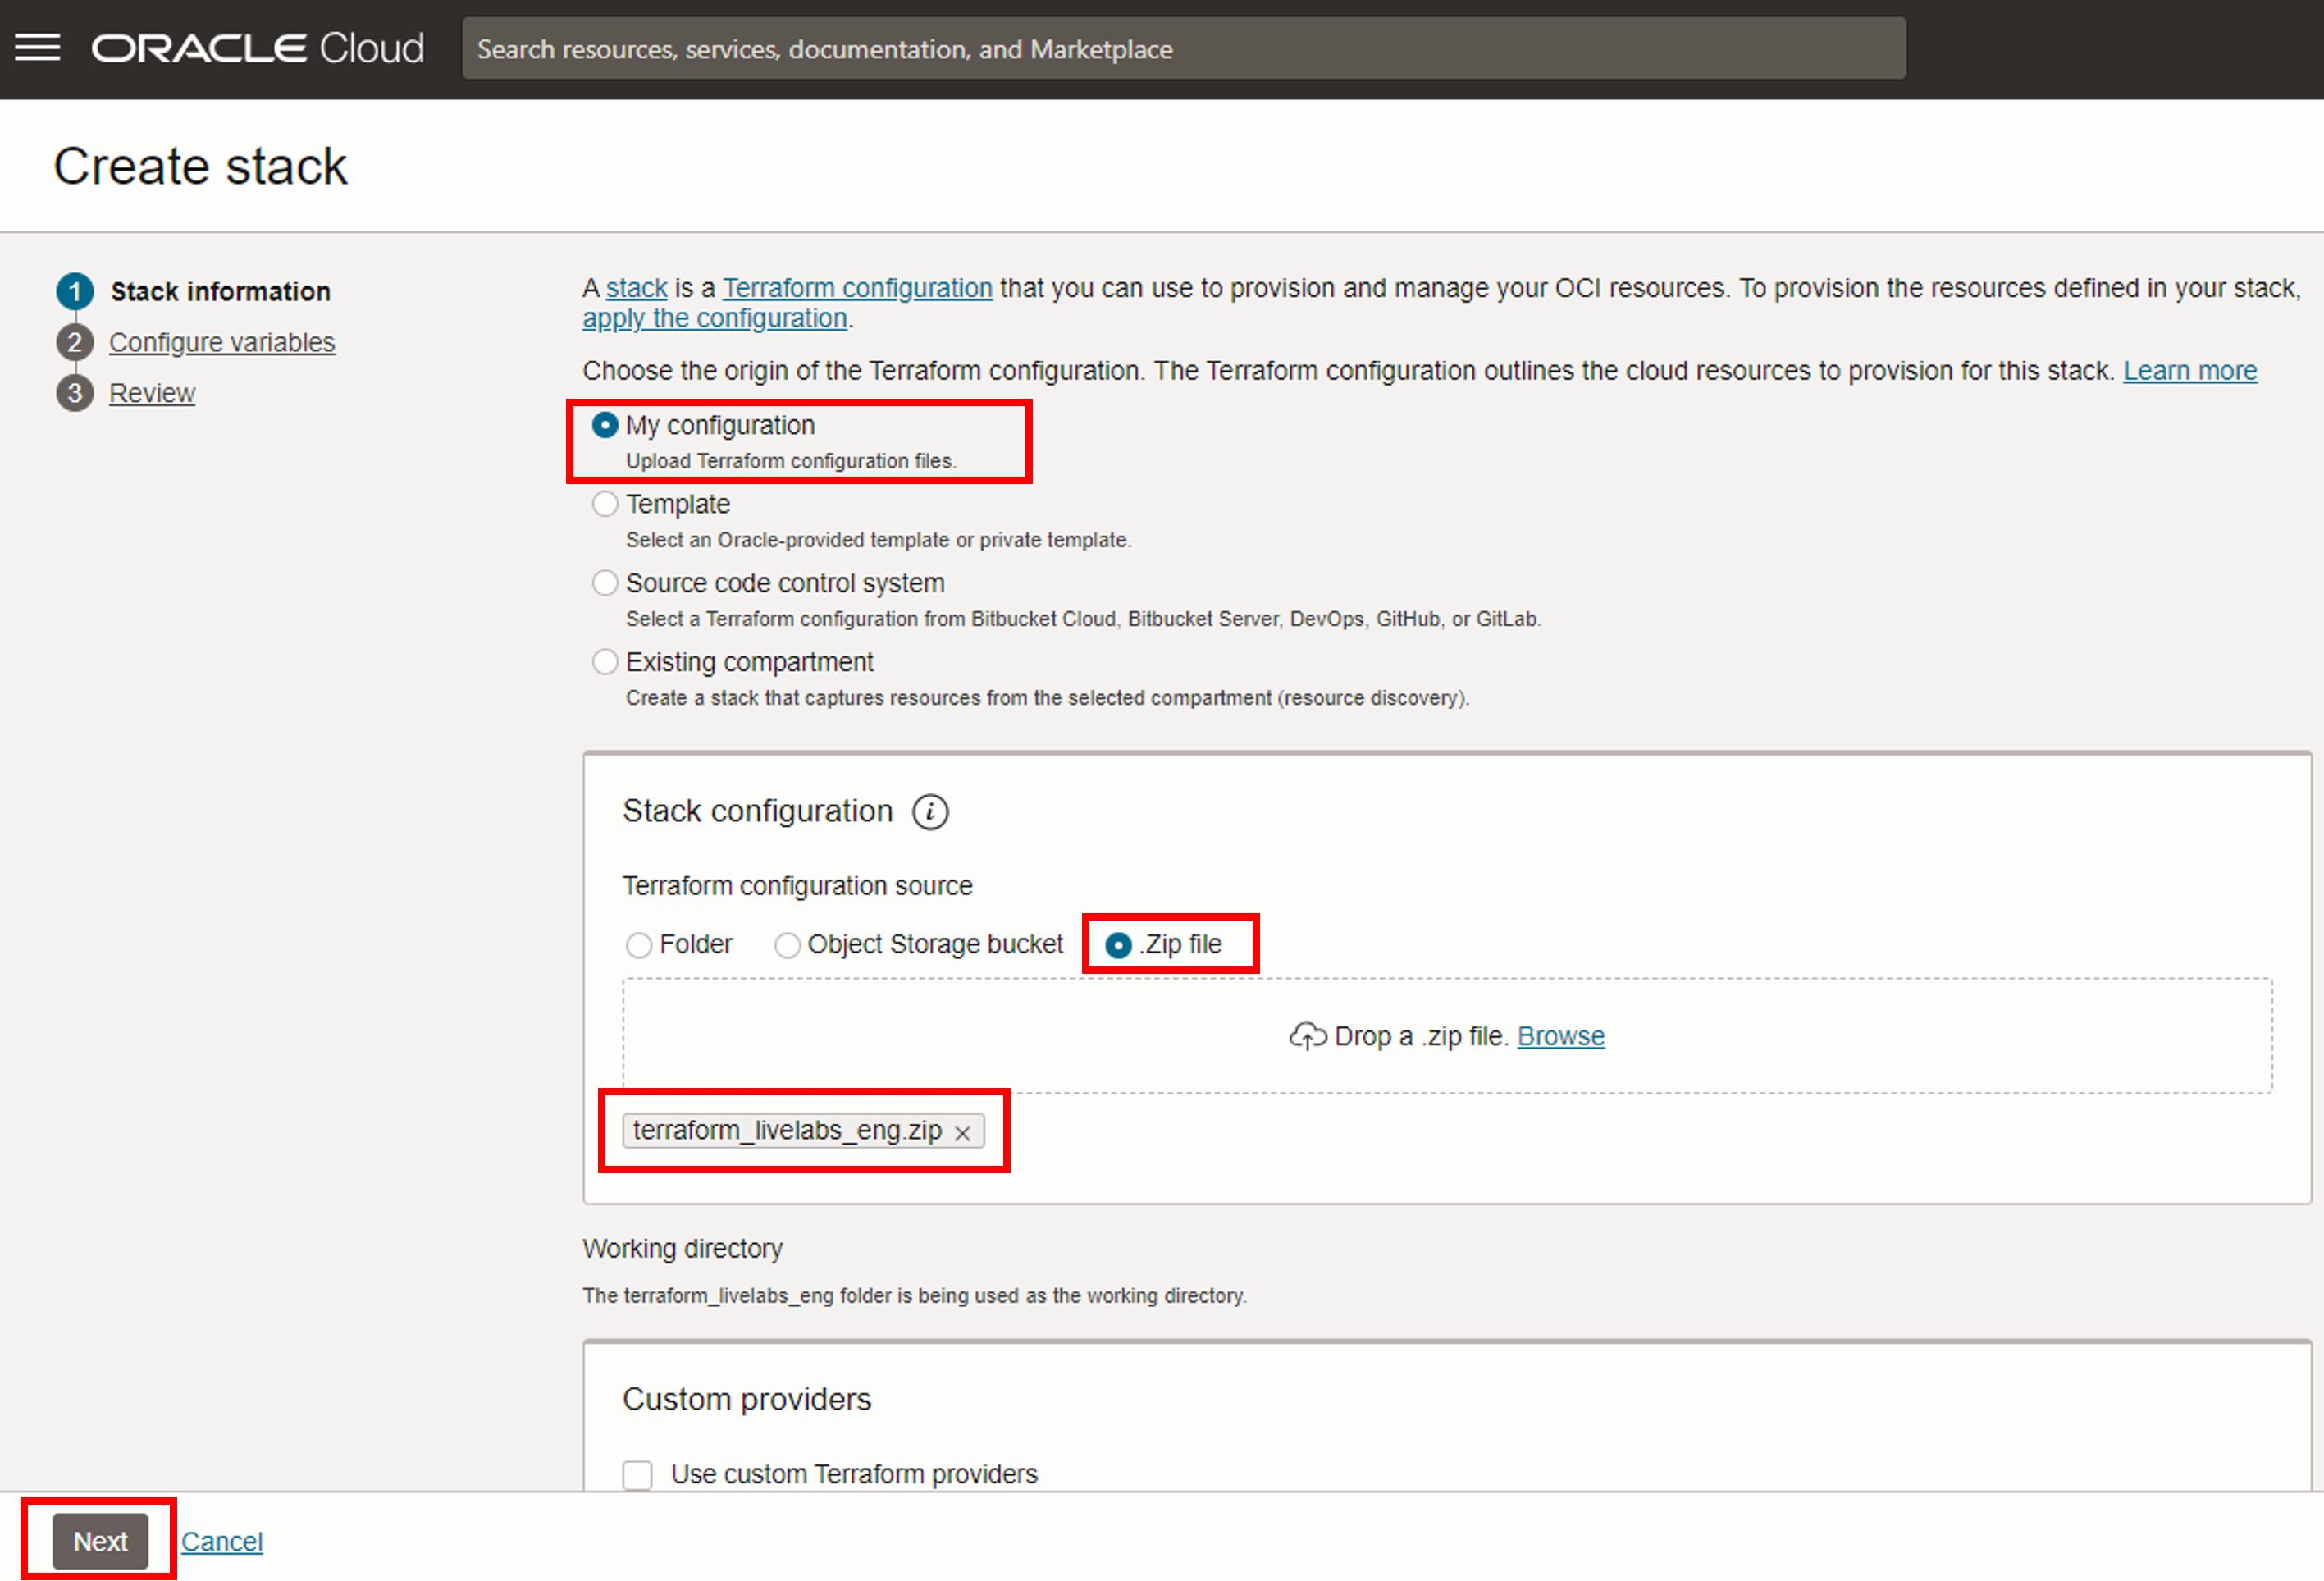 ORACLE Cloud
Search resources, services, documentation, and Marketplace
Create stack
1 Stack information
2 Configure variables
3 Review
A stack is a Terraform configuration that you can use to provision and manage your OCI resources. To provision the resources defined in your stack,
apply the configuration.
Choose the origin of the Terraform configuration. The Terraform configuration outlines the cloud resources to provision for this stack. Learn more
My configuration
Upload Terraform configuration files.
Template
Select an Oracle-provided template or private template.
Source code control system
Select a Terraform configuration from Bitbucket Cloud, Bitbucket Server, DevOps, GitHub, or GitLab.
Existing compartment
Create a stack that captures resources from the selected compartment (resource discovery).
Stack configuration i
Terraform configuration source
Folder Object Storage bucket .Zip file
Drop a .zip file. Browse
terraform_livelabs_eng.zip ×
Working directory
The terraform_livelabs_eng folder is being used as the working directory.
Custom providers
Use custom Terraform providers
Next Cancel